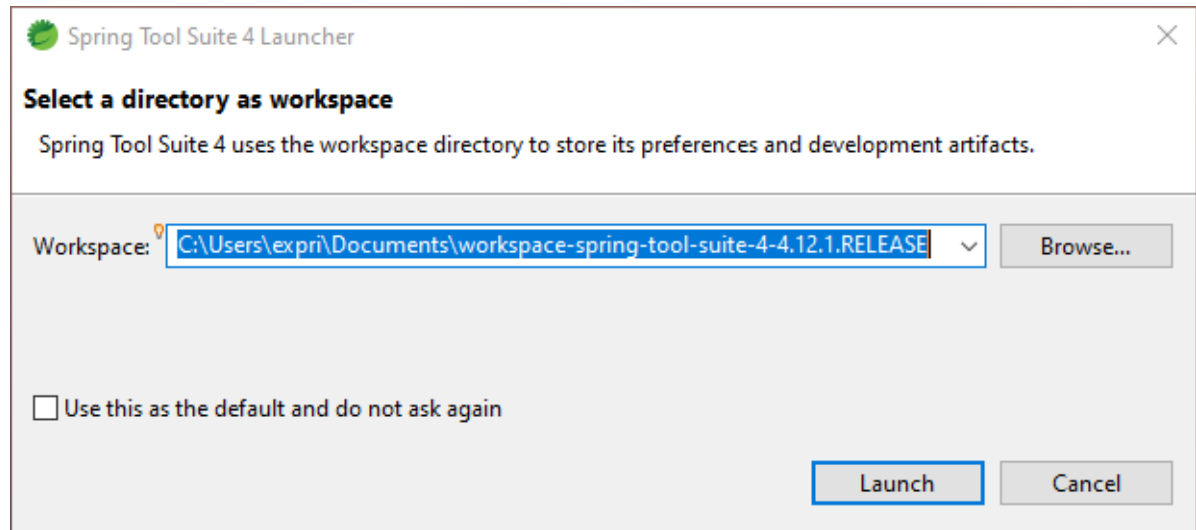 Spring Tool Suite 4 Launcher
Select a directory as workspace
Spring Tool Suite 4 uses the workspace directory to store its preferences and development artifacts.
Workspace: C:\Users\expri\Documents\workspace-spring-tool-suite-4-4.12.1.RELEASE Browse...
Use this as the default and do not ask again
Launch Cancel